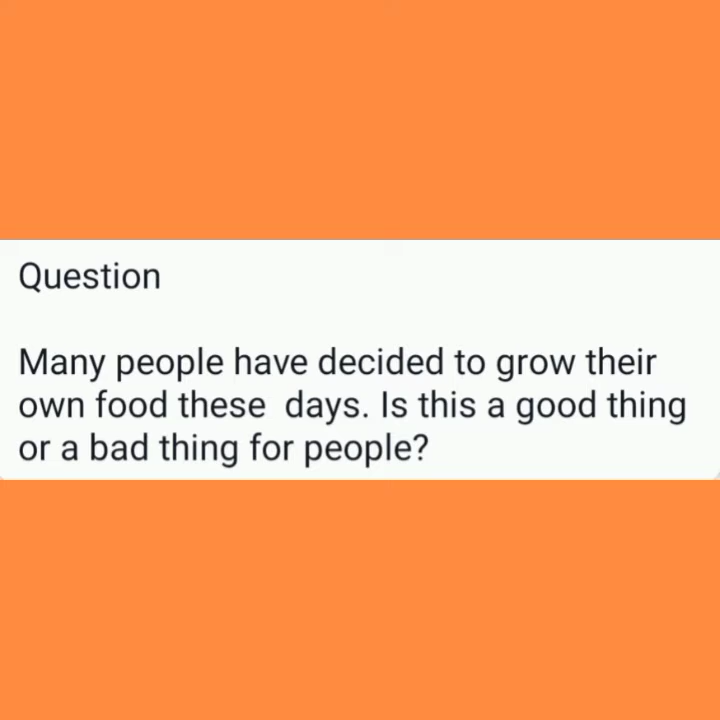 Question
Many people have decided to grow their
own food these  days. Is this a good thing
or a bad thing for people?